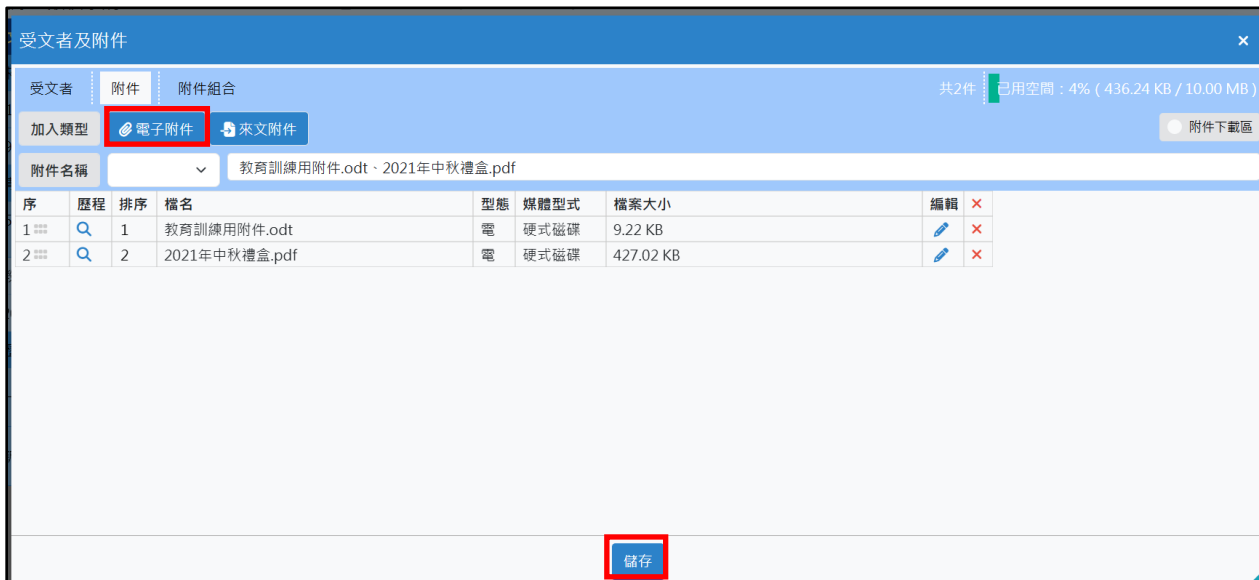 受文者及附件 ×
受文者 附件 附件組合 共2件 已用空間:4% ( 436.24 KB / 10.00 MB )
加入類型 電子附件 來文附件 附件下載區
附件名稱 教育訓練用附件.odt、2021年中秋禮盒.pdf
序 歷程 排序 檔名 型態 媒體型式 檔案大小 編輯
1 1 教育訓練用附件.odt 電 硬式磁碟 9.22 KB
2 2 2021年中秋禮盒.pdf 電 硬式磁碟 427.02 KB
儲存